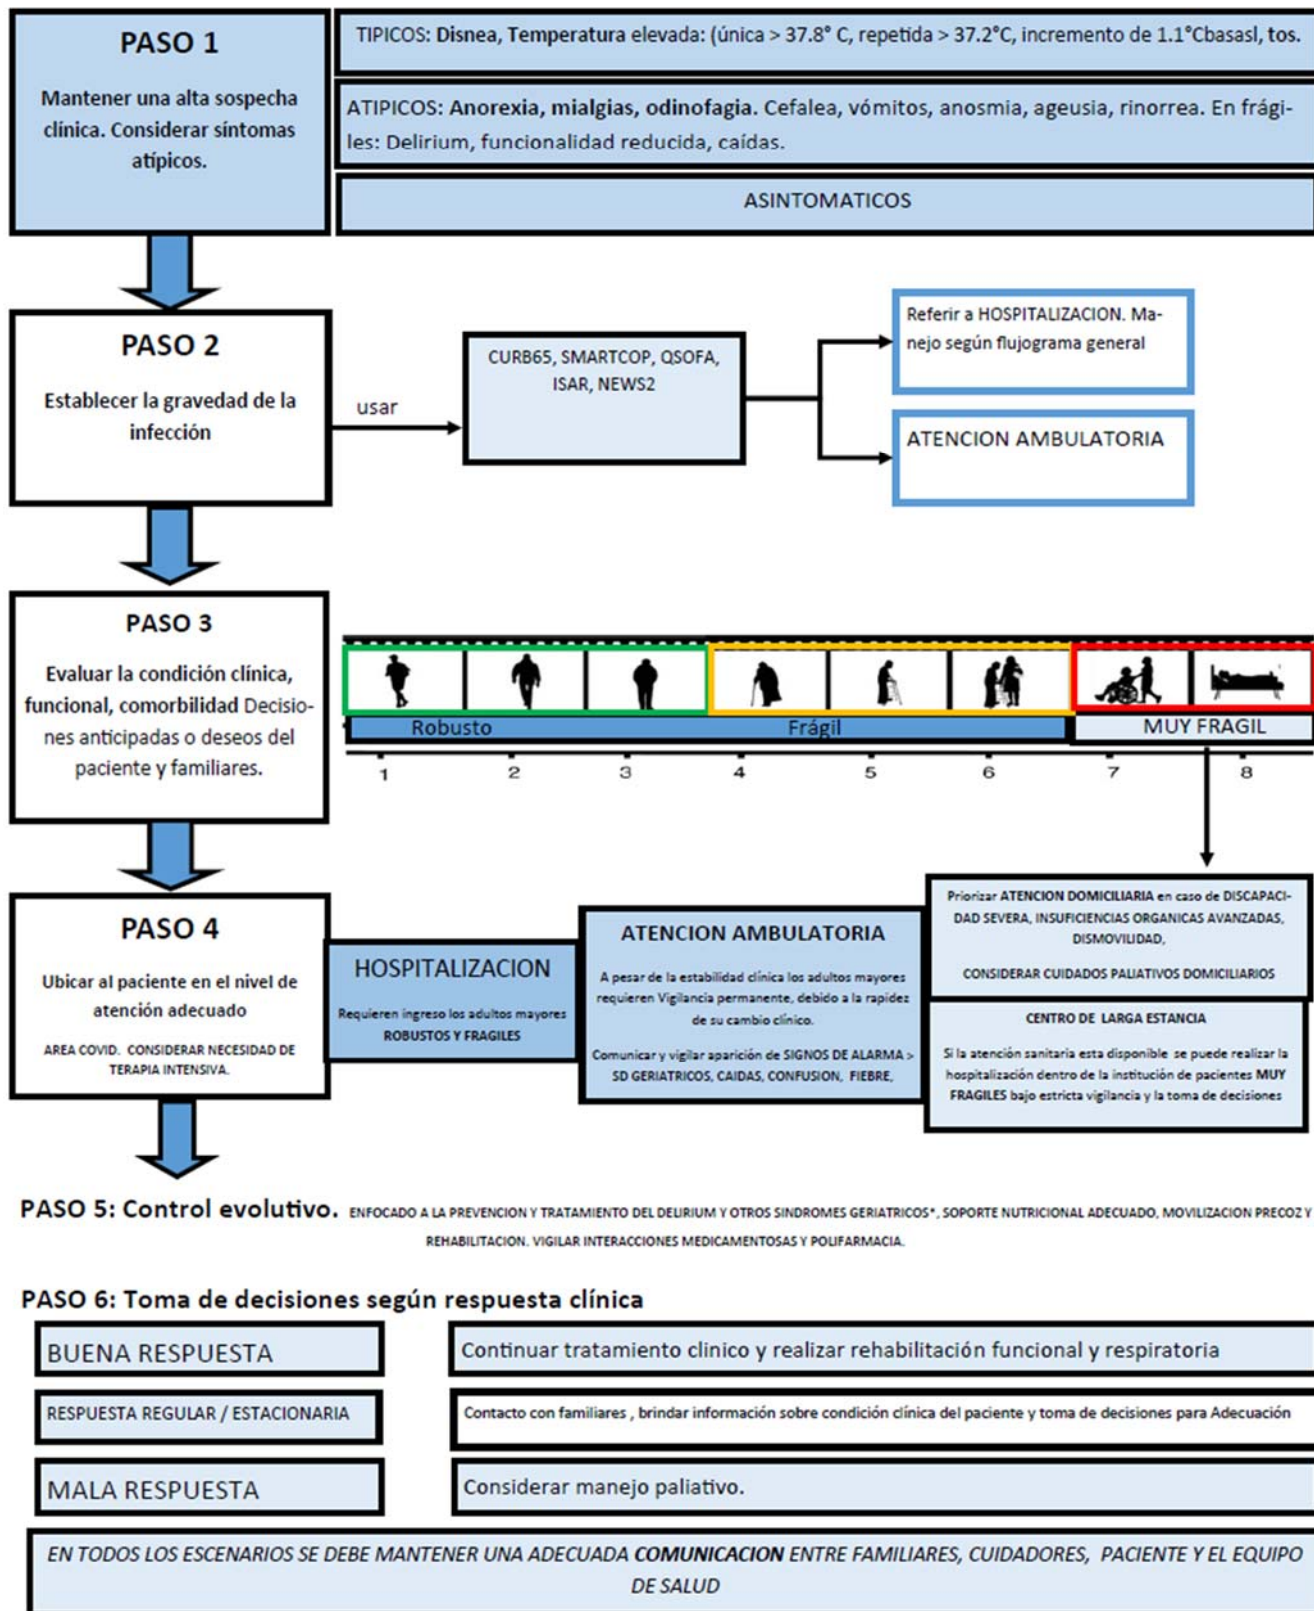 PASO 1
Mantener una alta sospecha
clínica. Considerar síntomas
atípicos.
TIPICOS: Disnea, Temperatura elevada: (única > 37.8° C, repetida > 37.2°C, incremento de 1.1°Cbasasl, tos.
ATIPICOS: Anorexia, mialgias, odinofagia. Cefalea, vómitos, anosmia, ageusia, rinorrea. En frági-
les: Delirium, funcionalidad reducida, caídas.
ASINTOMATICOS
PASO 2
Establecer la gravedad de la
infección
usar
CURB65, SMARTCOP, QSOFA,
ISAR, NEWS2
Referir a HOSPITALIZACION. Ma-
nejo según flujograma general
ATENCION AMBULATORIA
PASO 3
Evaluar la condición clínica,
funcional, comorbilidad Decisio-
nes anticipadas o deseos del
paciente y familiares.
Robusto
Frágil
MUY FRAGIL
1 2 3 4 5 6 7 8
PASO 4
Ubicar al paciente en el nivel de
atención adecuado
AREA COVID. CONSIDERAR NECESIDAD DE
TERAPIA INTENSIVA.
HOSPITALIZACION
Requieren ingreso los adultos mayores
ROBUSTOS Y FRAGILES
ATENCION AMBULATORIA
A pesar de la estabilidad clínica los adultos mayores
requieren Vigilancia permanente, debido a la rapidez
de su cambio clínico.
Comunicar y vigilar aparición de SIGNOS DE ALARMA >
SD GERIATRICOS, CAIDAS, CONFUSION, FIEBRE,
Priorizar ATENCION DOMICILIARIA en caso de DISCAPACI-
DAD SEVERA, INSUFICIENCIAS ORGANICAS AVANZADAS,
DISMOVILIDAD,
CONSIDERAR CUIDADOS PALIATIVOS DOMICILIARIOS
CENTRO DE LARGA ESTANCIA
Si la atención sanitaria esta disponible se puede realizar la
hospitalización dentro de la institución de pacientes MUY
FRAGILES bajo estricta vigilancia y la toma de decisiones
PASO 5: Control evolutivo. ENFOCADO A LA PREVENCION Y TRATAMIENTO DEL DELIRIUM Y OTROS SINDROMES GERIATRICOS*, SOPORTE NUTRICIONAL ADECUADO, MOVILIZACION PRECOZ Y
REHABILITACION. VIGILAR INTERACCIONES MEDICAMENTOSAS Y POLIFARMACIA.
PASO 6: Toma de decisiones según respuesta clínica
BUENA RESPUESTA
Continuar tratamiento clinico y realizar rehabilitación funcional y respiratoria
RESPUESTA REGULAR / ESTACIONARIA
Contacto con familiares , brindar información sobre condición clínica del paciente y toma de decisiones para Adecuación
MALA RESPUESTA
Considerar manejo paliativo.
EN TODOS LOS ESCENARIOS SE DEBE MANTENER UNA ADECUADA COMUNICACION ENTRE FAMILIARES, CUIDADORES, PACIENTE Y EL EQUIPO
DE SALUD